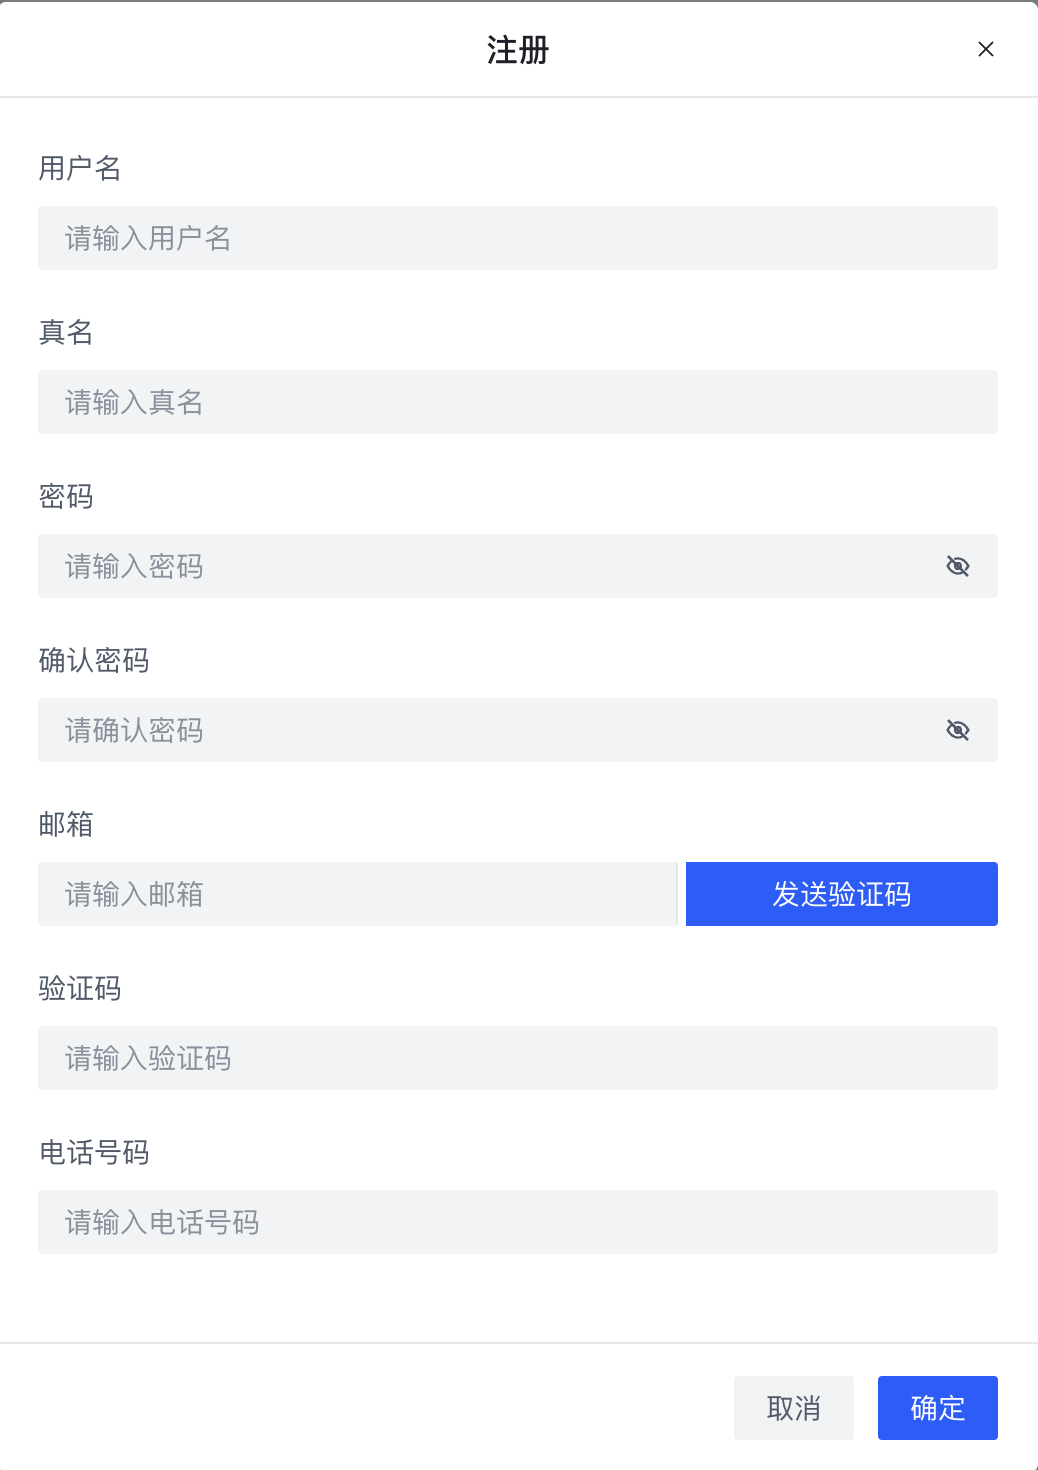 注册
用户名
请输入用户名
真名
请输入真名
密码
请输入密码
确认密码
请确认密码
邮箱
请输入邮箱
发送验证码
验证码
请输入验证码
电话号码
请输入电话号码
取消
确定